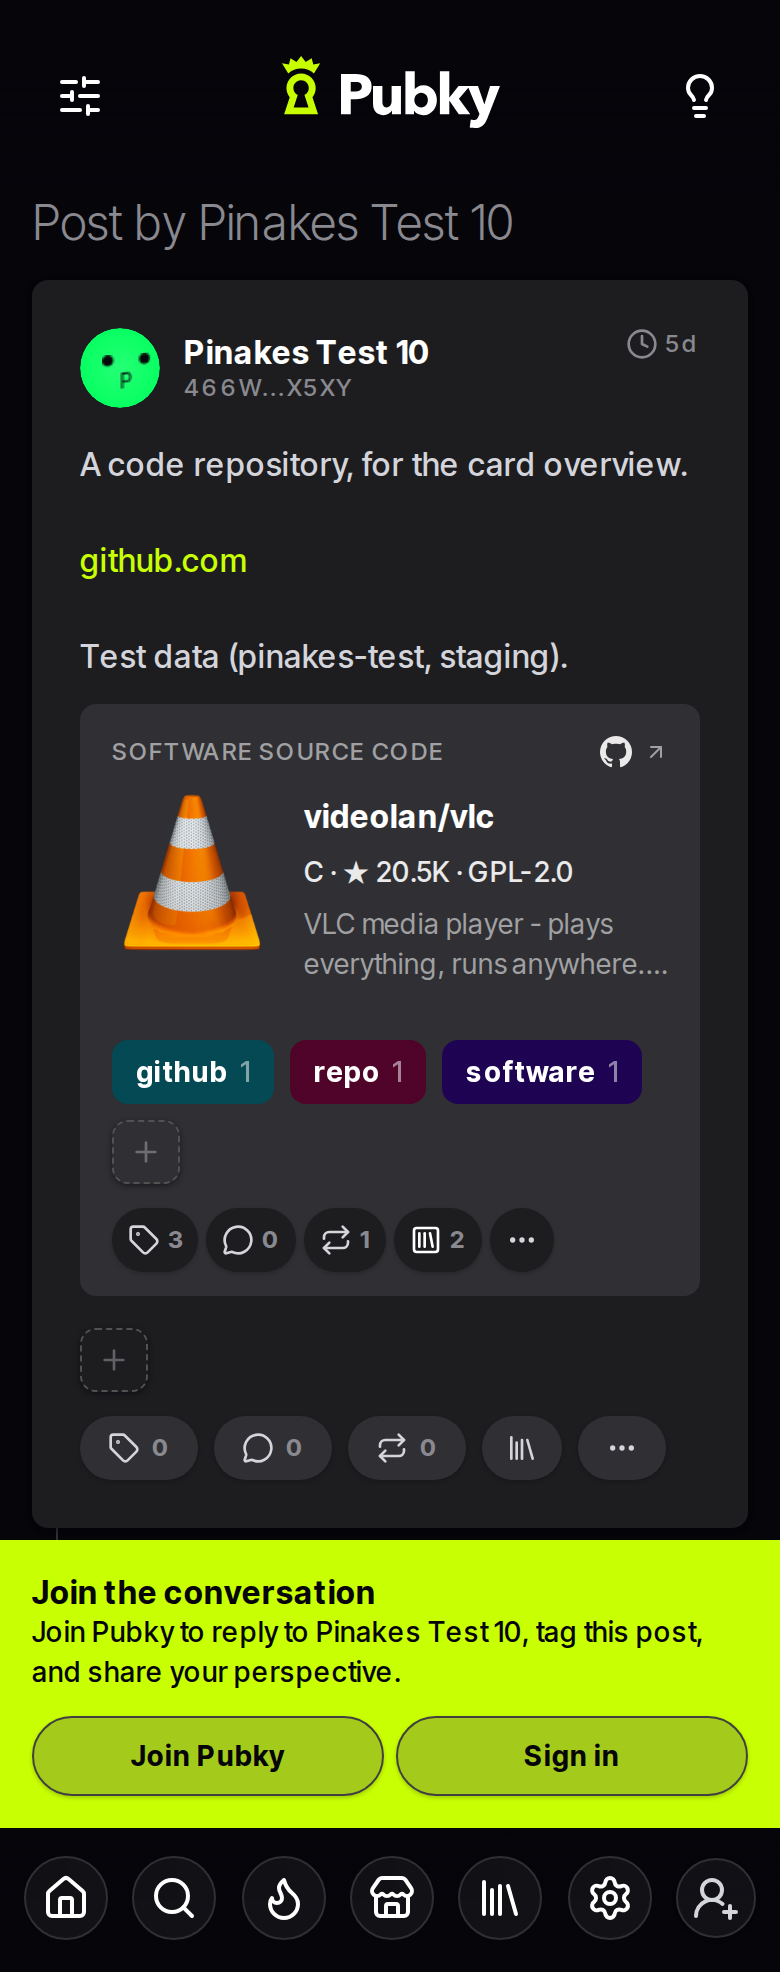 Pubky
Post by Pinakes Test 10
Pinakes Test 10
5d
466W...X5XY
A code repository, for the card overview.
github.com
Test data (pinakes-test, staging).
SOFTWARE SOURCE CODE
videolan/vlc
C · ★ 20.5K · GPL-2.0
VLC media player - plays
everything, runs anywhere....
github 1 repo 1 software 1
+
3 0 1 2 ...
+
0 0 0 ...
Join the conversation
Join Pubky to reply to Pinakes Test 10, tag this post,
and share your perspective.
Join Pubky Sign in